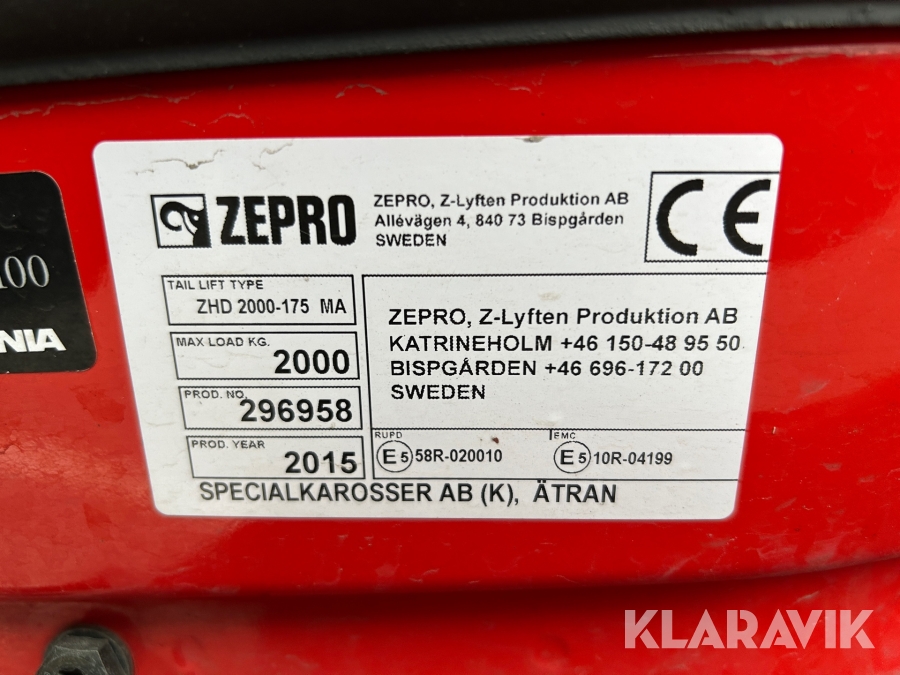 ZEPRO
ZEPRO, Z-Lyften Produktion AB
Allévägen 4, 840 73 Bispgården
SWEDEN
CE
TAIL LIFT TYPE
ZHD 2000-175 MA
MAX LOAD KG.
2000
PROD. NO.
296958
PROD. YEAR
2015
ZEPRO, Z-Lyften Produktion AB
KATRINEHOLM +46 150-48 95 50
BISPGÅRDEN +46 696-172 00
SWEDEN
RUPD
E5 58R-020010
EMC
E5 10R-04199
SPECIALKAROSSER AB (K), ÄTRAN
KLARAVIK